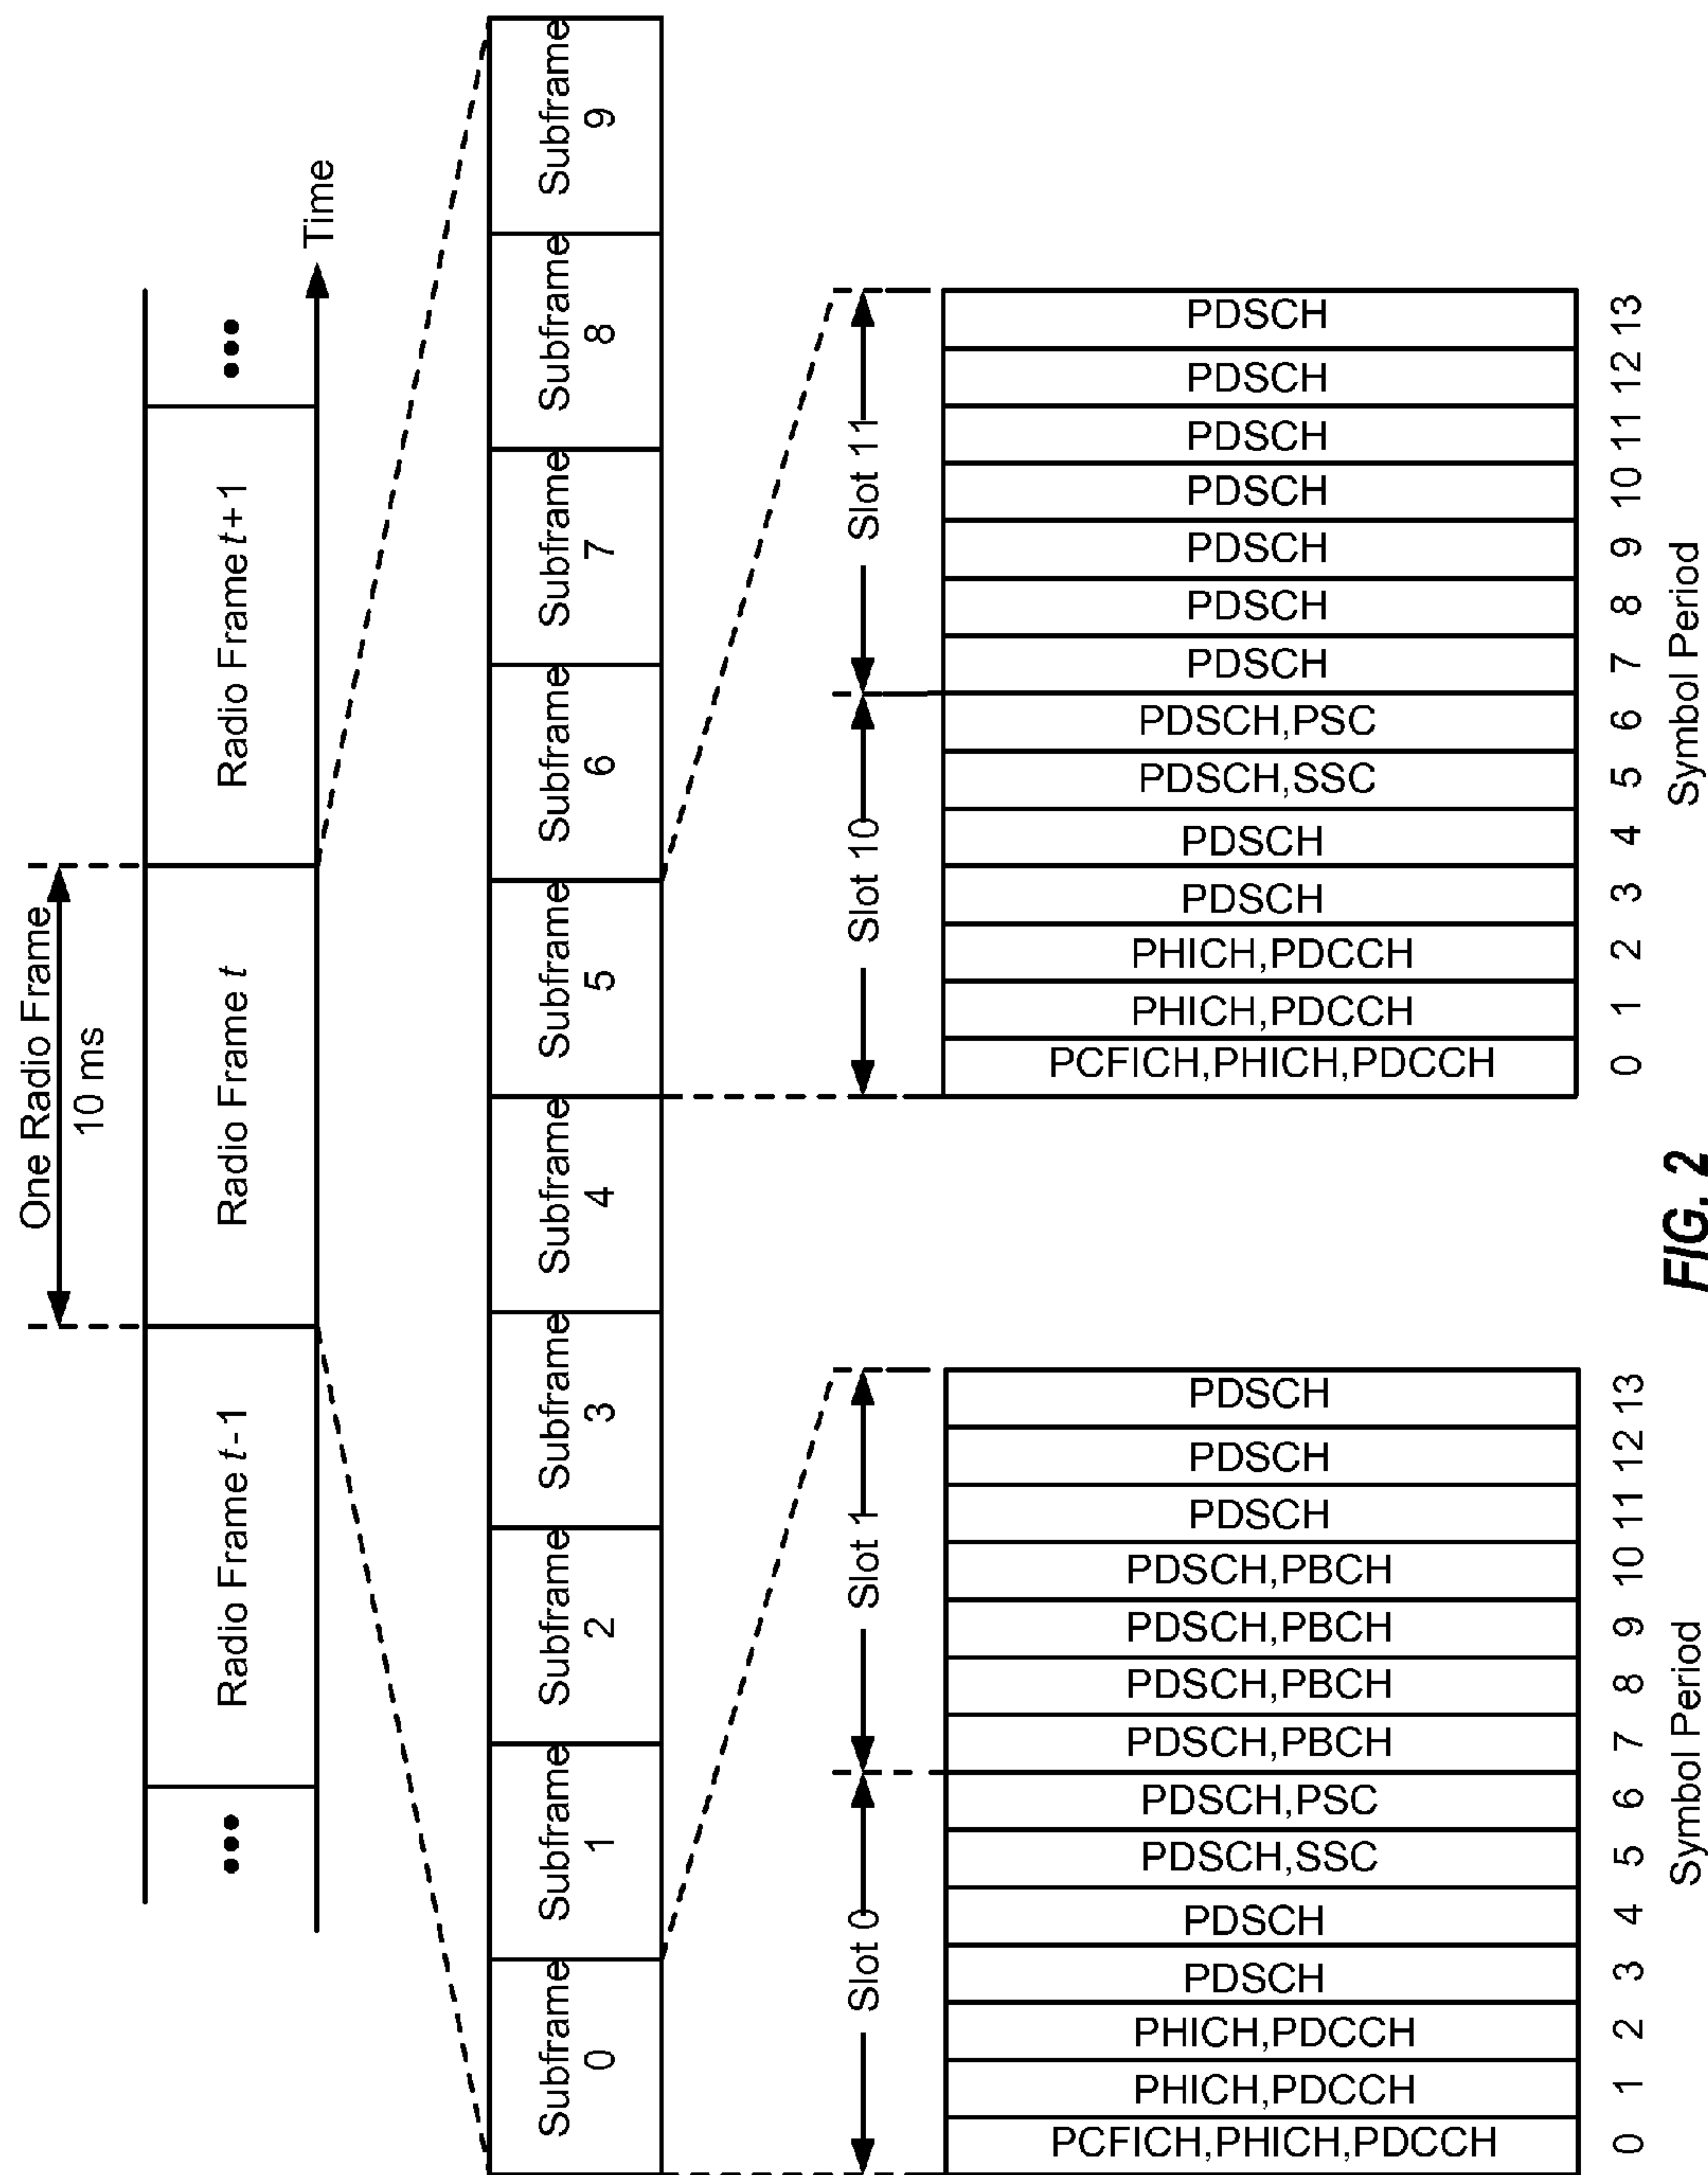 One Radio Frame
10 ms
•••
Radio Frame t-1
Radio Frame t
Radio Frame t+1
•••
Time
Subframe
0
Subframe
1
Subframe
2
Subframe
3
Subframe
4
Subframe
5
Subframe
6
Subframe
7
Subframe
8
Subframe
9
Slot 0
Slot 1
PCFICH,PHICH,PDCCH
PHICH,PDCCH
PHICH,PDCCH
PDSCH
PDSCH
PDSCH,SSC
PDSCH,PSC
PDSCH,PBCH
PDSCH,PBCH
PDSCH,PBCH
PDSCH,PBCH
PDSCH
PDSCH
PDSCH
0 1 2 3 4 5 6 7 8 9 10 11 12 13
Symbol Period
Slot 10
Slot 11
PCFICH,PHICH,PDCCH
PHICH,PDCCH
PHICH,PDCCH
PDSCH
PDSCH
PDSCH,SSC
PDSCH,PSC
PDSCH
PDSCH
PDSCH
PDSCH
PDSCH
PDSCH
PDSCH
0 1 2 3 4 5 6 7 8 9 10 11 12 13
Symbol Period
FIG. 2